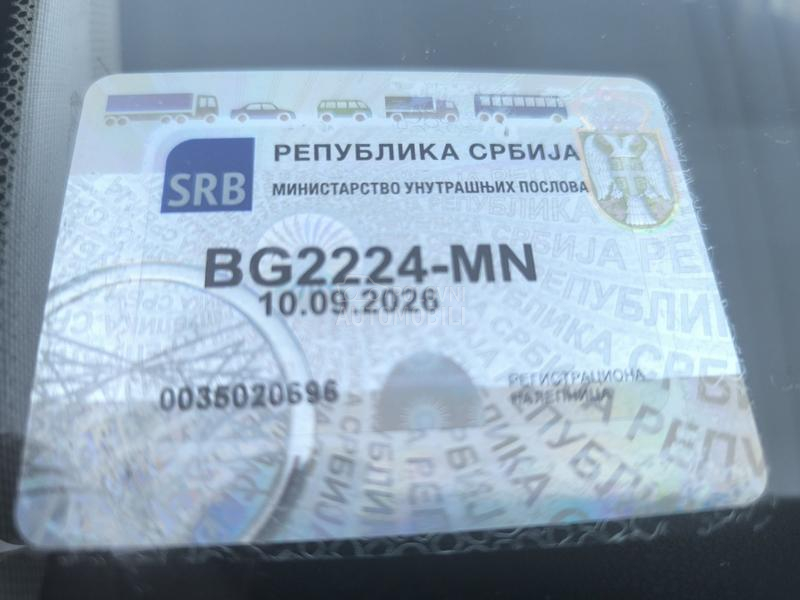 SRB
РЕПУБЛИКА СРБИЈА
МИНИСТАРСТВО УНУТРАШЊИХ ПОСЛОВА
BG2224-MN
10.09.2026
0035020696
РЕГИСТРАЦИОНА
НАЛЕПНИЦА